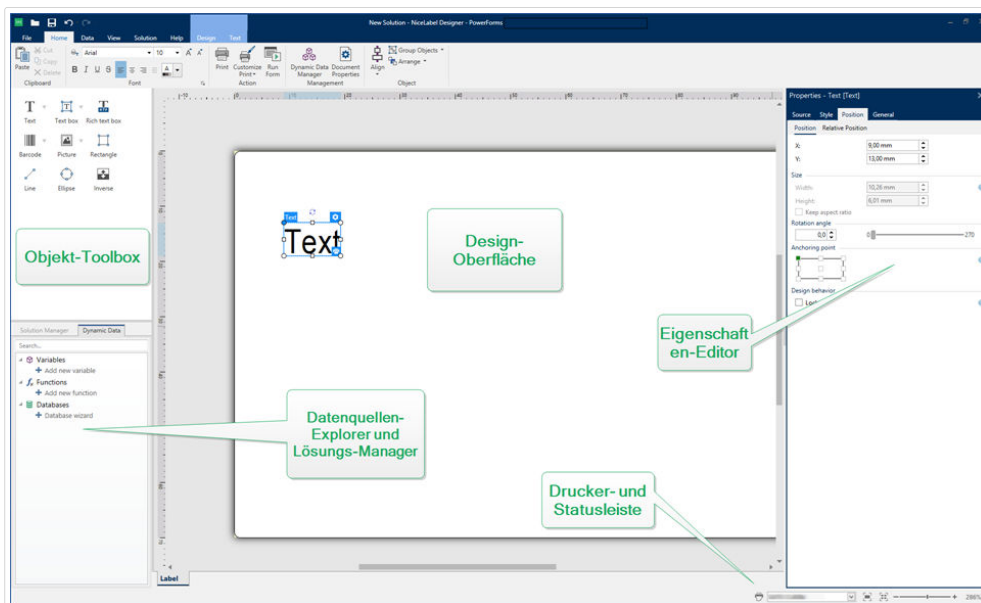 New Solution - NiceLabel Designer - PowerForms
File Home Data View Solution Help Design Text
Paste
Cut
Copy
Delete
Clipboard
Arial 10
B I U S
Font
Print
Customize Print
Run Form
Action
Dynamic Data Manager
Document Properties
Management
Align
Group Objects
Arrange
Object
Text Text box Rich text box
Barcode Picture Rectangle
Line Ellipse Inverse
Objekt-Toolbox
Solution Manager Dynamic Data
Search...
Variables
Add new variable
Functions
Add new function
Databases
Database wizard
Text
Text
Design-
Oberfläche
Eigenschaft
en-Editor
Datenquellen-
Explorer und
Lösungs-Manager
Drucker- und
Statusleiste
Label
Properties - Text [Text]
Source Style Position General
Position Relative Position
X: 9,00 mm
Y: 13,00 mm
Size
Width: 10,26 mm
Height: 6,01 mm
Keep aspect ratio
Rotation angle
0,0 0 270
Anchoring point
Design behavior
286%